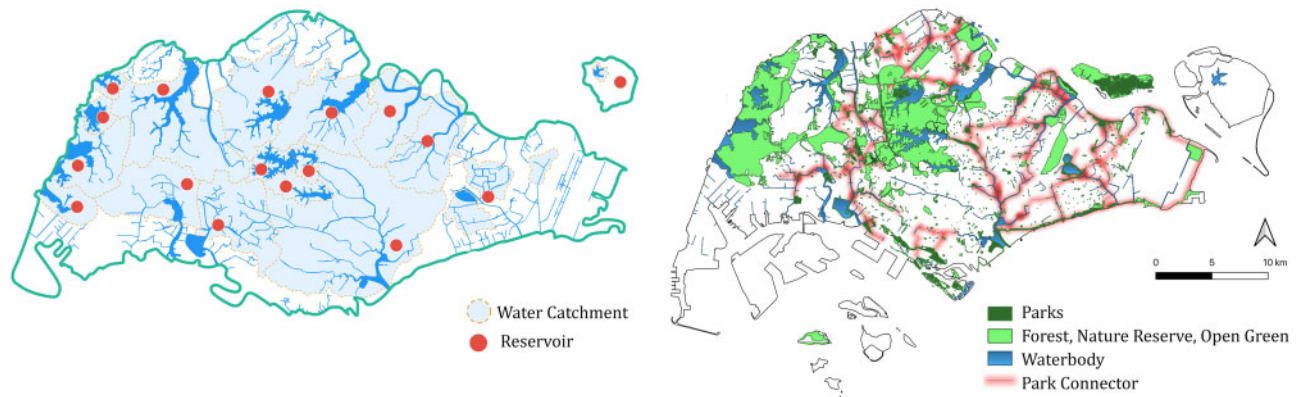 Water Catchment
Reservoir
0 5 10 km
Parks
Forest, Nature Reserve, Open Green
Waterbody
Park Connector